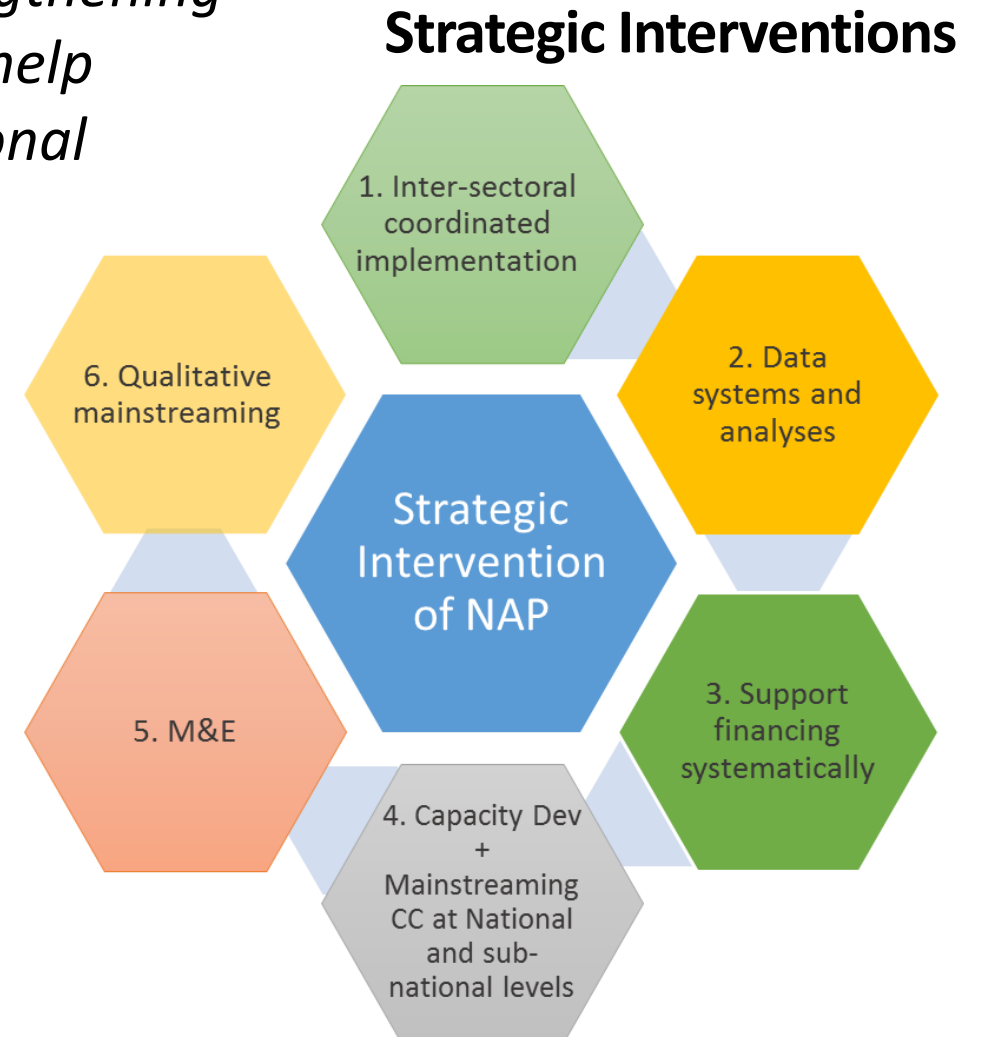 help
Strategic Interventions
1. Inter-sectoral
coordinated
implementation
2. Data
systems and
analyses
3. Support
financing
systematically
4. Capacity Dev
+
Mainstreaming
CC at National
and sub-
national levels
5. M&E
6. Qualitative
mainstreaming
Strategic
Intervention
of NAP